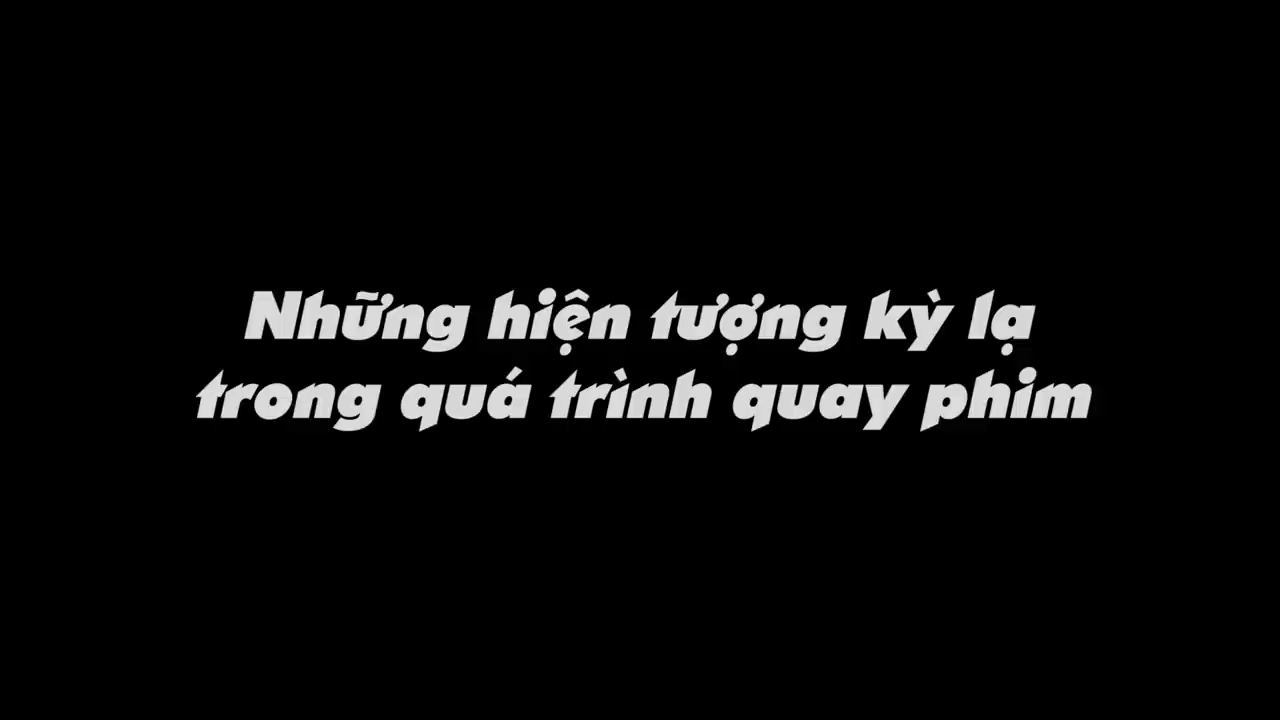 Những hiện tượng kỳ lạ
trong quá trình quay phim